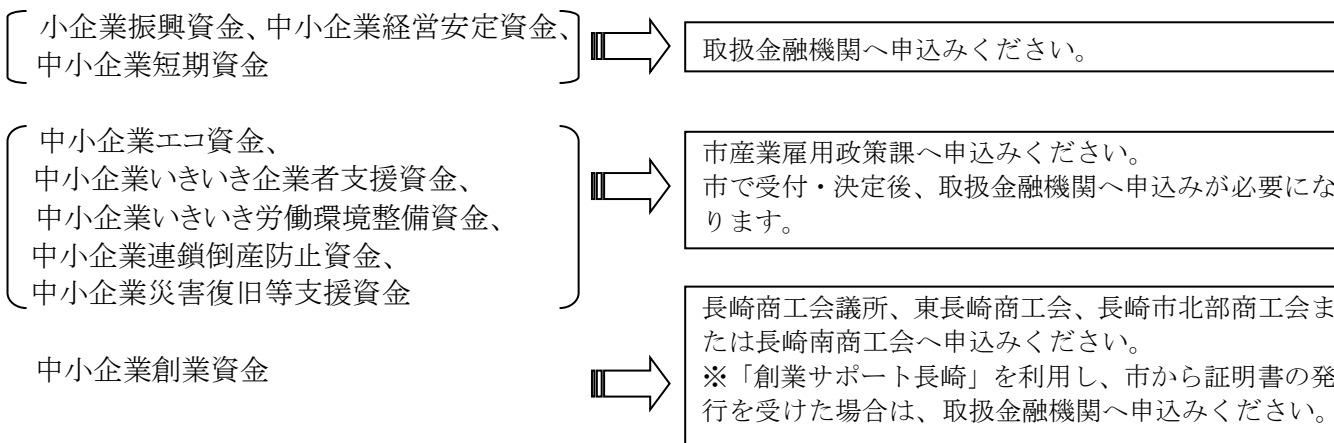 小企業振興資金、中小企業経営安定資金、
中小企業短期資金
取扱金融機関へ申込みください。
中小企業エコ資金、
中小企業いきいき企業者支援資金、
中小企業いきいき労働環境整備資金、
中小企業連鎖倒産防止資金、
中小企業災害復旧等支援資金
市産業雇用政策課へ申込みください。
市で受付・決定後、取扱金融機関へ申込みが必要にな
ります。
中小企業創業資金
長崎商工会議所、東長崎商工会、長崎市北部商工会ま
たは長崎南商工会へ申込みください。
※「創業サポート長崎」を利用し、市から証明書の発
行を受けた場合は、取扱金融機関へ申込みください。